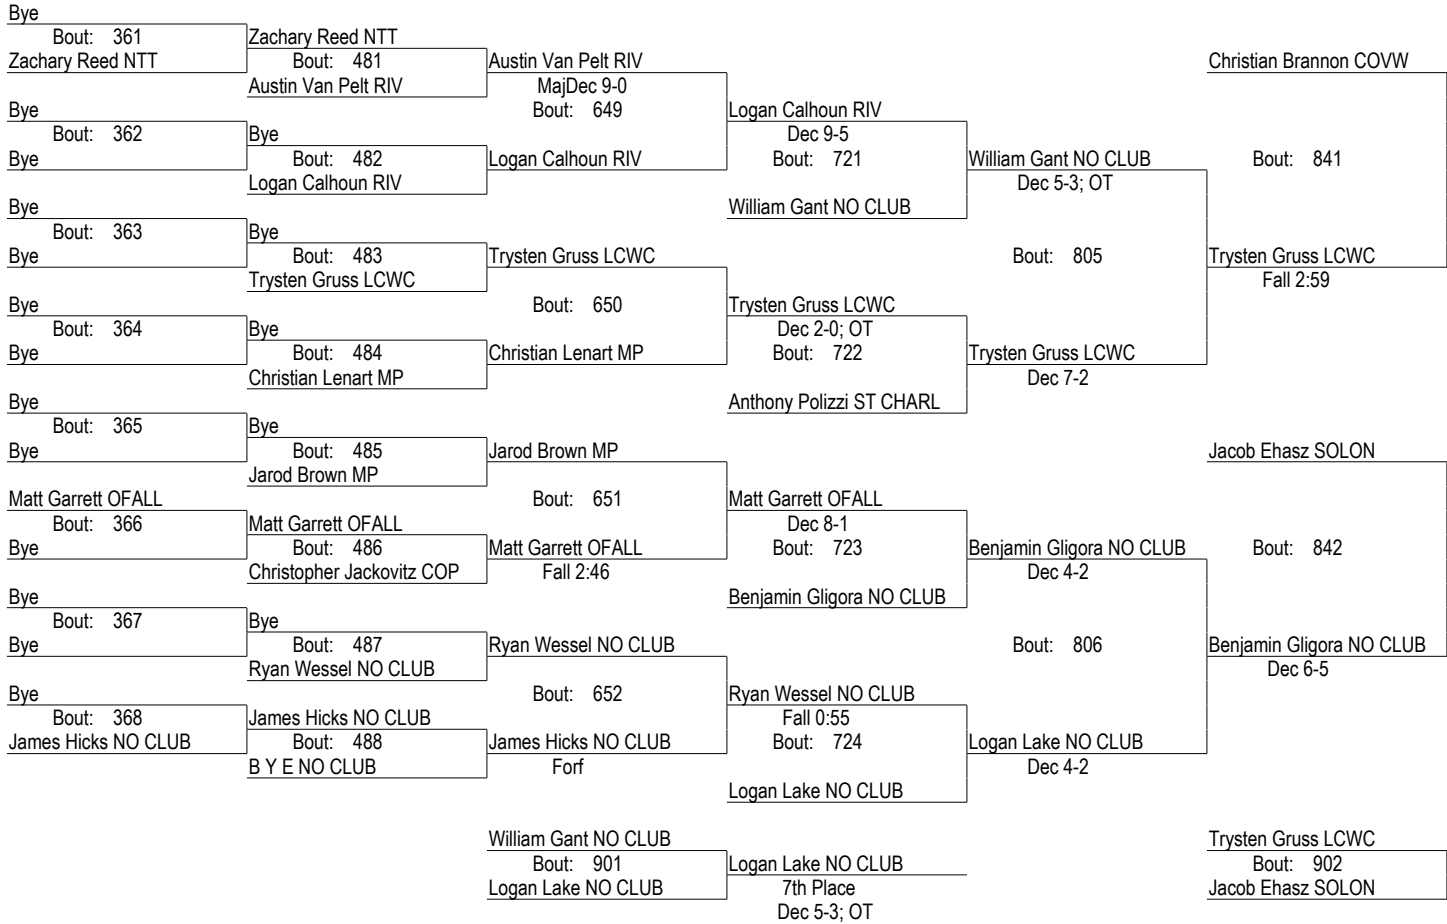 Bye
Bout: 361 Zachary Reed NTT
Zachary Reed NTT Bout: 481 Austin Van Pelt RIV Christian Brannon COVW
Austin Van Pelt RIV MajDec 9-0
Bye Bout: 649 Logan Calhoun RIV
Bout: 362 Bye Dec 9-5
Bye Bout: 482 Logan Calhoun RIV Bout: 721 William Gant NO CLUB Bout: 841
Logan Calhoun RIV Dec 5-3; OT
Bye William Gant NO CLUB
Bout: 363 Bye
Bye Bout: 483 Trysten Gruss LCWC Bout: 805 Trysten Gruss LCWC
Trysten Gruss LCWC Fall 2:59
Bye Bout: 650 Trysten Gruss LCWC
Bout: 364 Bye Dec 2-0; OT
Bye Bout: 484 Christian Lenart MP Bout: 722 Trysten Gruss LCWC
Christian Lenart MP Dec 7-2
Bye Anthony Polizzi ST CHARL
Bout: 365 Bye
Bye Bout: 485 Jarod Brown MP Jacob Ehasz SOLON
Jarod Brown MP
Matt Garrett OFALL Bout: 651 Matt Garrett OFALL
Bout: 366 Matt Garrett OFALL Dec 8-1
Bye Bout: 486 Matt Garrett OFALL Bout: 723 Benjamin Gligora NO CLUB Bout: 842
Christopher Jackovitz COP Fall 2:46 Dec 4-2
Bye Benjamin Gligora NO CLUB
Bout: 367 Bye
Bye Bout: 487 Ryan Wessel NO CLUB Bout: 806 Benjamin Gligora NO CLUB
Ryan Wessel NO CLUB Dec 6-5
Bye Bout: 652 Ryan Wessel NO CLUB
Bout: 368 James Hicks NO CLUB Fall 0:55
James Hicks NO CLUB Bout: 488 James Hicks NO CLUB Bout: 724 Logan Lake NO CLUB
B Y E NO CLUB Forf Dec 4-2
Logan Lake NO CLUB
William Gant NO CLUB Trysten Gruss LCWC
Bout: 901 Logan Lake NO CLUB Bout: 902
Logan Lake NO CLUB 7th Place Jacob Ehasz SOLON
Dec 5-3; OT